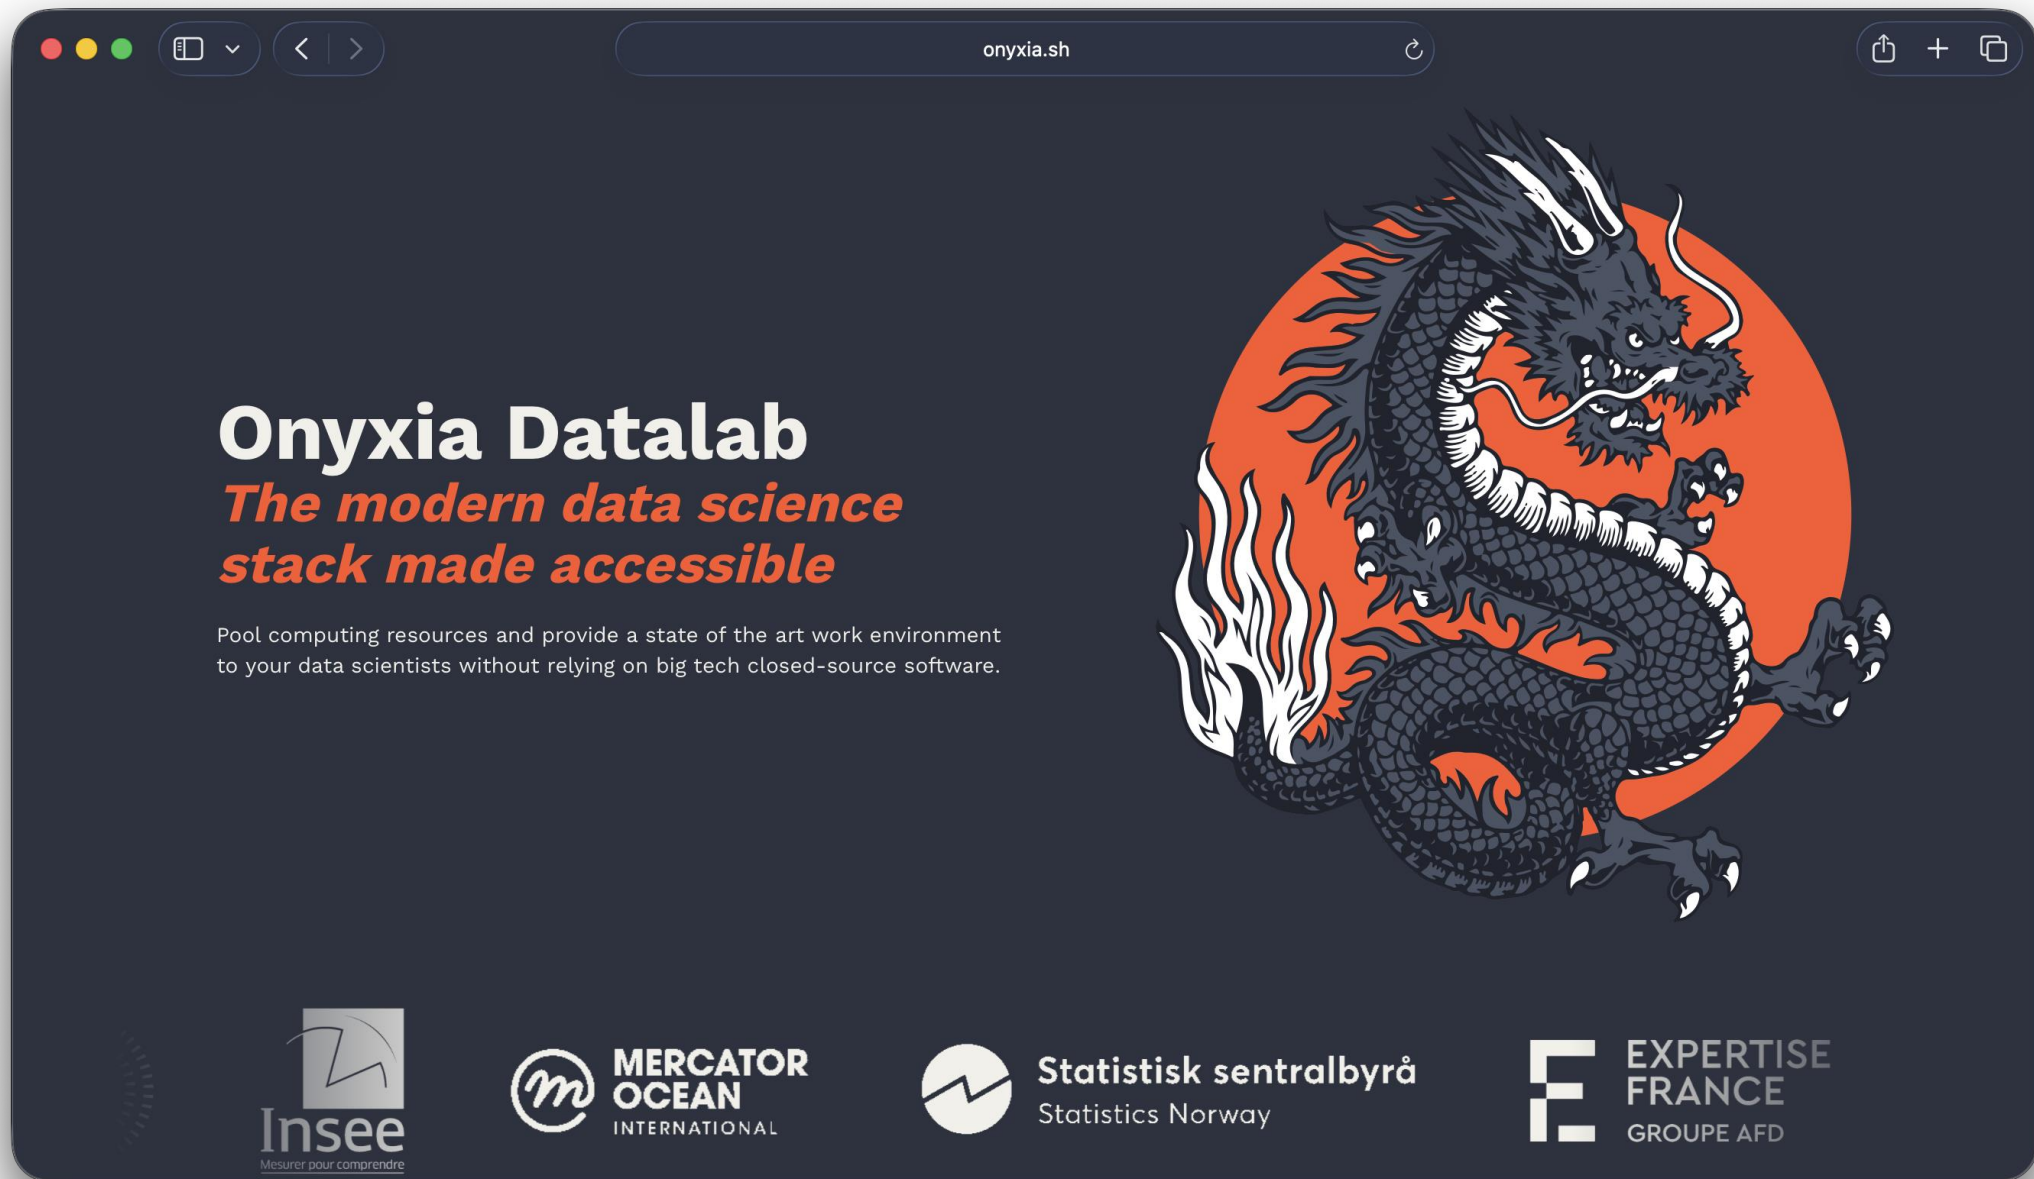 onyxia.sh
Onyxia Datalab
The modern data science
stack made accessible
Pool computing resources and provide a state of the art work environment
to your data scientists without relying on big tech closed-source software.
Insee
Mesurer pour comprendre
MERCATOR
OCEAN
INTERNATIONAL
Statistisk sentralbyrå
Statistics Norway
EXPERTISE
FRANCE
GROUPE AFD